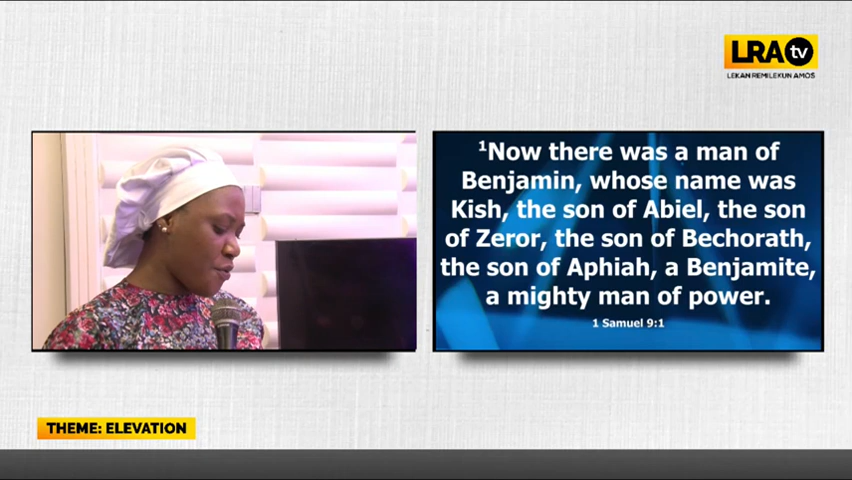 LRA tv
LEKAN REMILEKUN AMOS
1Now there was a man of
Benjamin, whose name was
Kish, the son of Abiel, the son
of Zeror, the son of Bechorath,
the son of Aphiah, a Benjamite,
a mighty man of power.
1 Samuel 9:1
THEME: ELEVATION